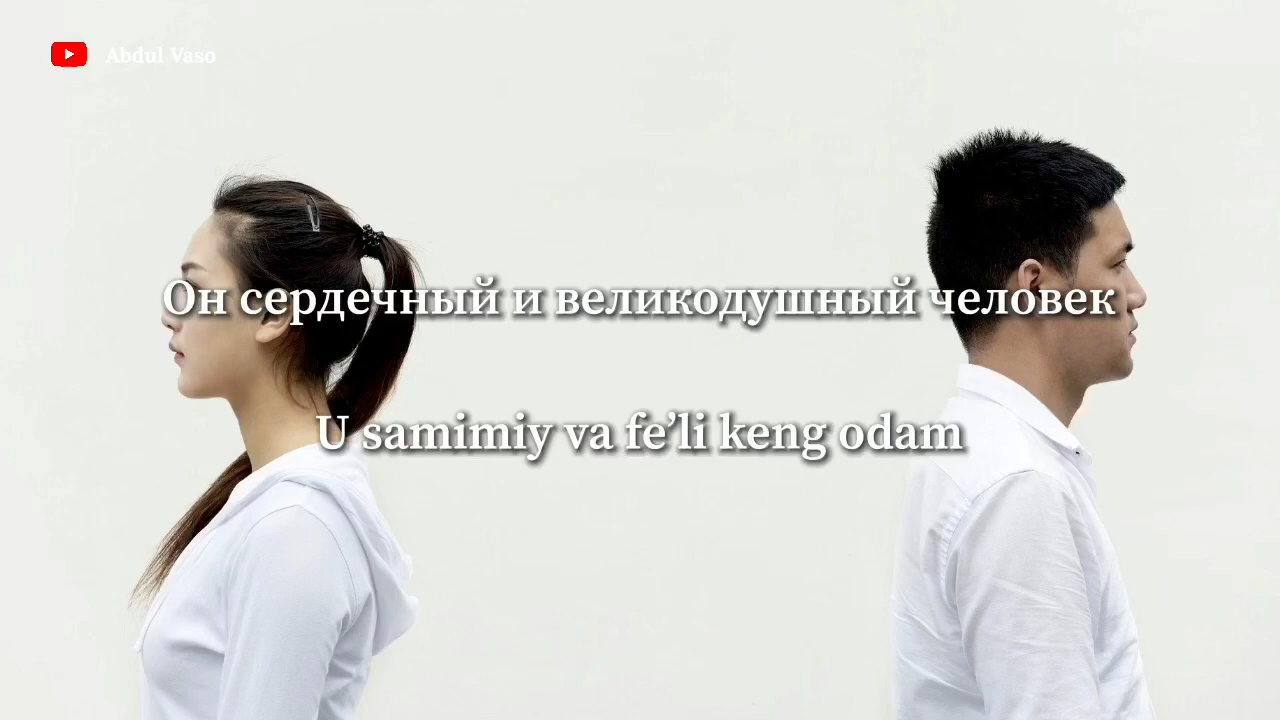 Abdul Vaso
Он сердечный и великодушный человек
U samimiy va fe’li keng odam